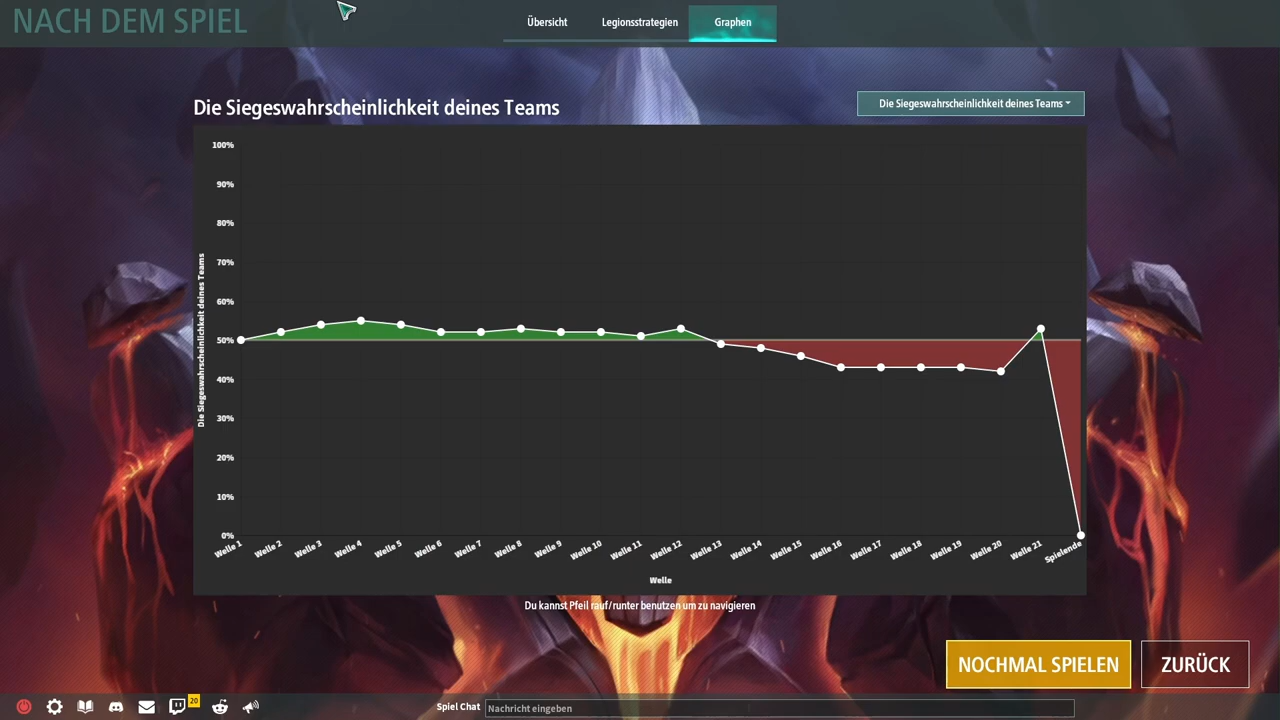 NACH DEM SPIEL
Übersicht
Legionsstrategien
Graphen
Die Siegeswahrscheinlichkeit deines Teams
Die Siegeswahrscheinlichkeit deines Teams
100%
90%
80%
70%
60%
50%
40%
30%
20%
10%
0%
Die Siegeswahrscheinlichkeit deines Teams
Welle 1
Welle 2
Welle 3
Welle 4
Welle 5
Welle 6
Welle 7
Welle 8
Welle 9
Welle 10
Welle 11
Welle 12
Welle 13
Welle 14
Welle 15
Welle 16
Welle 17
Welle 18
Welle 19
Welle 20
Welle 21
Spielende
Welle
Du kannst Pfeil rauf/runter benutzen um zu navigieren
NOCHMAL SPIELEN
ZURÜCK
20
Spiel Chat
Nachricht eingeben